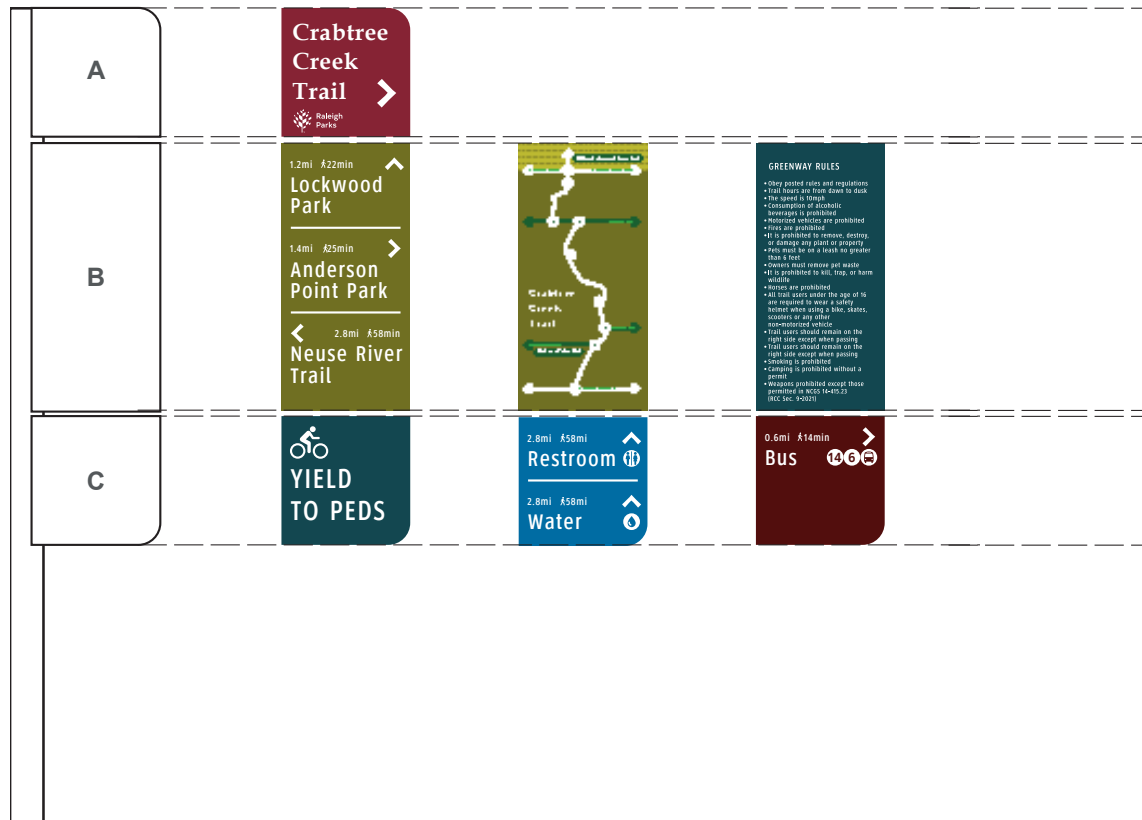 A
Crabtree
Creek
Trail
Raleigh
Parks
B
1.2mi 22min
Lockwood
Park
1.4mi 25min
Anderson
Point Park
2.8mi 58min
Neuse River
Trail
Crabtree
Creek
Trail
GREENWAY RULES
• Obey posted rules and regulations
• Trail hours are from dawn to dusk
• The speed is 10mph
• Consumption of alcoholic
beverages is prohibited
• Motorized vehicles are prohibited
• Fires are prohibited
• It is prohibited to remove, destroy,
or damage any plant or property
• Pets must be on a leash no greater
than 6 feet
• Owners must remove pet waste
• It is prohibited to kill, trap, or harm
wildlife
• Horses are prohibited
• All trail users under the age of 16
are required to wear a safety
helmet when using a bike, skates,
scooters or any other
non-motorized vehicle
• Trail users should remain on the
right side except when passing
• Trail users should remain on the
right side except when passing
• Smoking is prohibited
• Camping is prohibited without a
permit
• Weapons prohibited except those
permitted in NCGS 14-415.23
(RCC Sec. 9-2021)
C
YIELD
TO PEDS
2.8mi 58mi
Restroom
2.8mi 58mi
Water
0.6mi 14min
Bus 14 6